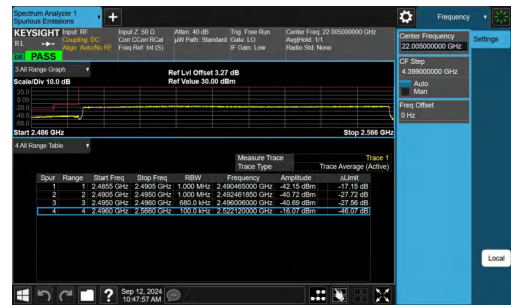 Spectrum Analyzer 1
Spurious Emissions
+
Frequency
KEYSIGHT Input: RF Input Z: 50 Ω Atten: 40 dB Trig: Free Run Center Freq: 22.005000000 GHz
R1 Coupling: DC Corr CCorr RCal µW Path: Standard Gate: LO Avg|Hold: 1/1
Align: Auto/No RF Freq Ref: Int (S) IF Gain: Low Radio Std: None
LM PASS
Center Frequency
22.005000000 GHz
Settings
CF Step
4.399000000 GHz
Auto
Man
Freq Offset
0 Hz
3 All Range Graph
Ref Lvl Offset 3.27 dB
Scale/Div 10.0 dB Ref Value 30.00 dBm
20.0
0.00
-20.0
-40.0
-60.0
Start 2.486 GHz Stop 2.566 GHz
4 All Range Table
Measure Trace Trace 1
Trace Type Trace Average (Active)
Spur Range Start Freq Stop Freq RBW Frequency Amplitude ΔLimit
1 1 2.4855 GHz 2.4905 GHz 1.000 MHz 2.490465000 GHz -42.15 dBm -17.15 dB
2 2 2.4905 GHz 2.4950 GHz 1.000 MHz 2.492461850 GHz -40.72 dBm -27.72 dB
3 3 2.4950 GHz 2.4960 GHz 680.0 kHz 2.496006000 GHz -40.69 dBm -27.56 dB
4 4 2.4960 GHz 2.5660 GHz 100.0 kHz 2.522120000 GHz -16.07 dBm -46.07 dB
Local
?
Sep 12, 2024
10:47:57 AM